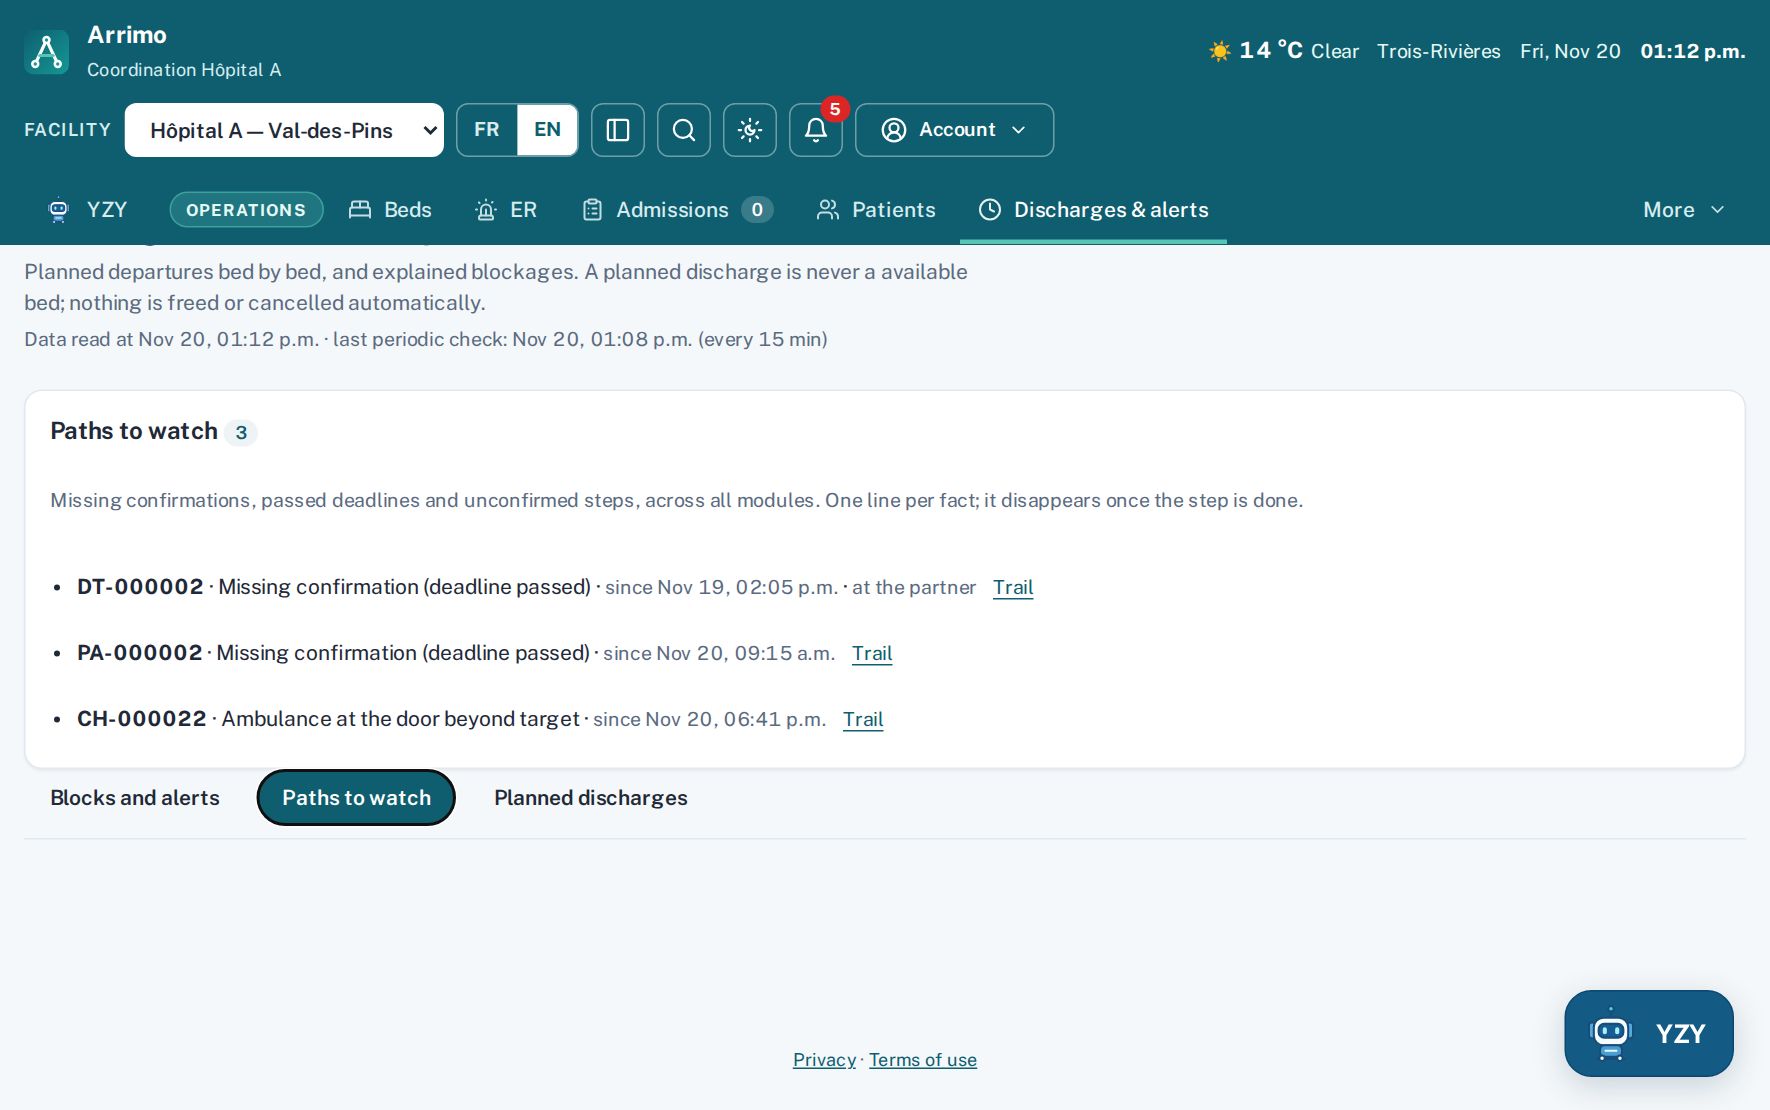 Arrimo
Coordination Hôpital A
☀️ 14 °C Clear Trois-Rivières Fri, Nov 20 01:12 p.m.
FACILITY Hôpital A — Val-des-Pins FR EN 5 Account
YZY OPERATIONS Beds ER Admissions 0 Patients Discharges & alerts More
Planned departures bed by bed, and explained blockages. A planned discharge is never a available
bed; nothing is freed or cancelled automatically.
Data read at Nov 20, 01:12 p.m. · last periodic check: Nov 20, 01:08 p.m. (every 15 min)
Paths to watch 3
Missing confirmations, passed deadlines and unconfirmed steps, across all modules. One line per fact; it disappears once the step is done.
• DT-000002 · Missing confirmation (deadline passed) · since Nov 19, 02:05 p.m. · at the partner Trail
• PA-000002 · Missing confirmation (deadline passed) · since Nov 20, 09:15 a.m. Trail
• CH-000022 · Ambulance at the door beyond target · since Nov 20, 06:41 p.m. Trail
Blocks and alerts Paths to watch Planned discharges
YZY
Privacy · Terms of use